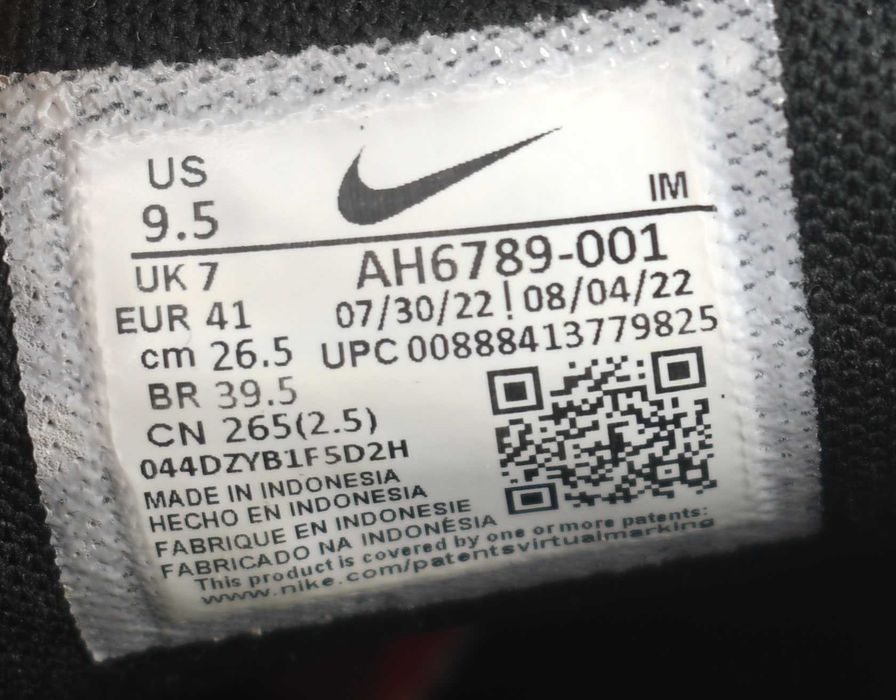 US
9.5
IM
UK 7
AH6789-001
EUR 41
07/30/22 | 08/04/22
cm 26.5
UPC 00888413779825
BR 39.5
CN 265(2.5)
044DZYB1F5D2H
MADE IN INDONESIA
HECHO EN INDONESIA
FABRIQUE EN INDONESIE
FABRICADO NA INDONÉSIA
This product is covered by one or more patents:
www.nike.com/patentsvirtualmarking